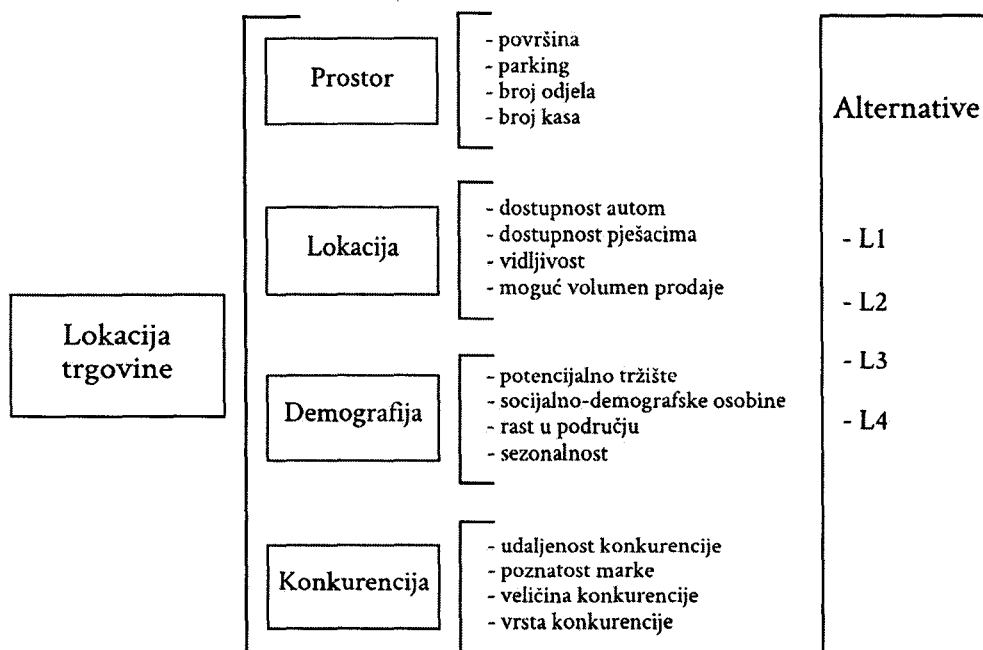 Lokacija
trgovine
Prostor
- površina
- parking
- broj odjela
- broj kasa
Lokacija
- dostupnost autom
- dostupnost pješacima
- vidljivost
- moguć volumen prodaje
Demografija
- potencijalno tržište
- socijalno-demografske osobine
- rast u području
- sezonalnost
Konkurencija
- udaljenost konkurencije
- poznatost marke
- veličina konkurencije
- vrsta konkurencije
Alternative
- L1
- L2
- L3
- L4